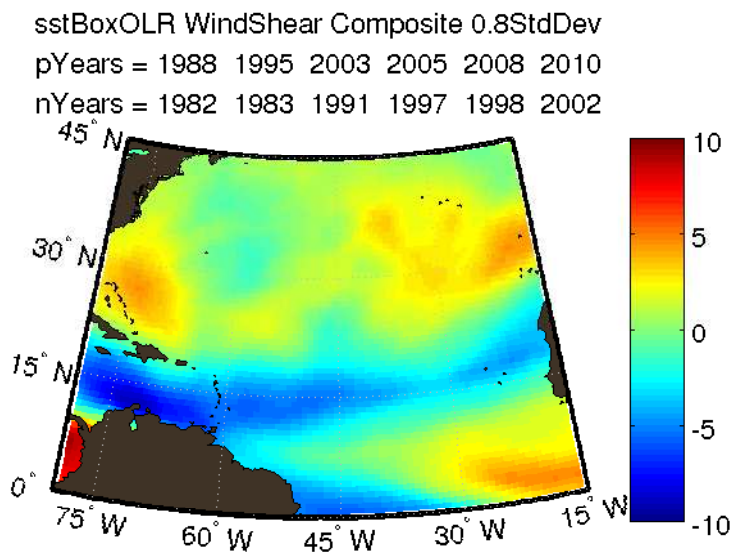 sstBoxOLR WindShear Composite 0.8StdDev
pYears = 1988 1995 2003 2005 2008 2010
nYears = 1982 1983 1991 1997 1998 2002
45° N
30° N
15° N
0°
75° W
60° W
45° W
30° W
15° W
10
5
0
-5
-10